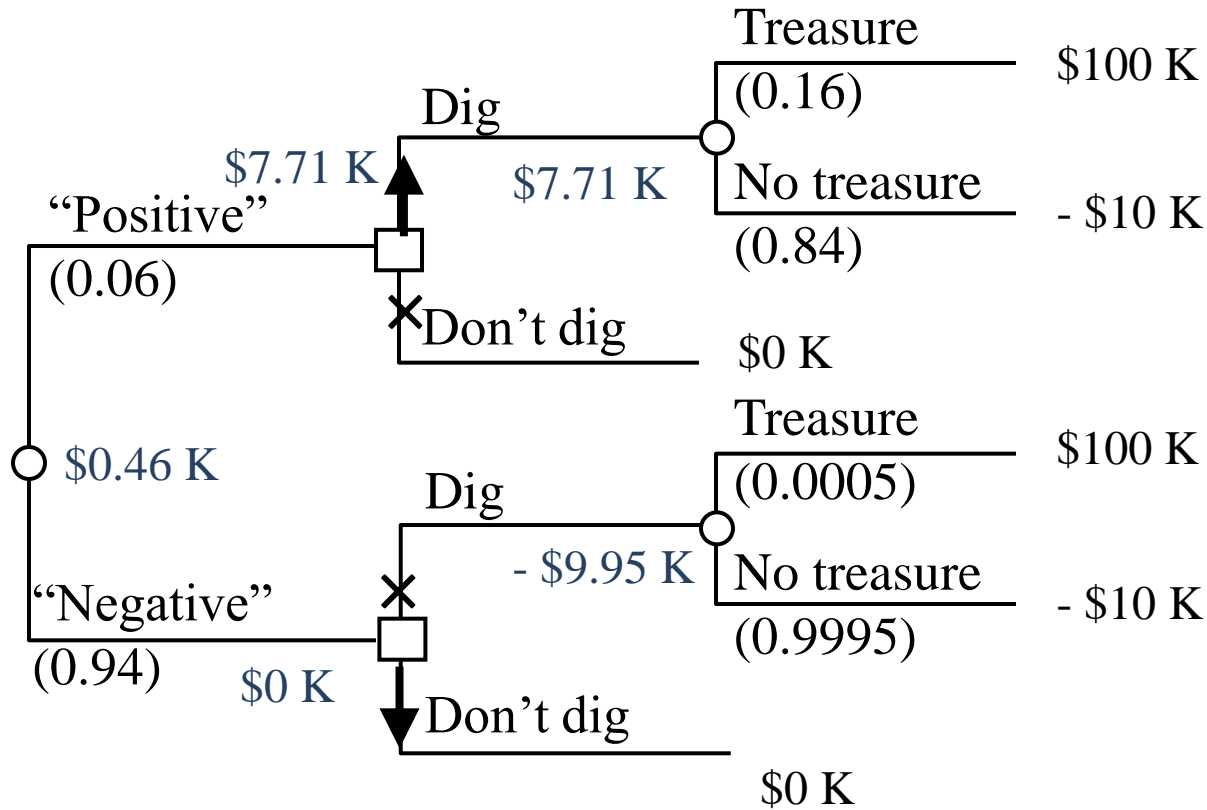 Treasure
$100 K
(0.16)
Dig
$7.71 K
$7.71 K
No treasure
- $10 K
“Positive”
(0.84)
(0.06)
Don’t dig
$0 K
Treasure
$100 K
$0.46 K
(0.0005)
Dig
- $9.95 K
No treasure
- $10 K
“Negative”
(0.9995)
(0.94)
$0 K
Don’t dig
$0 K